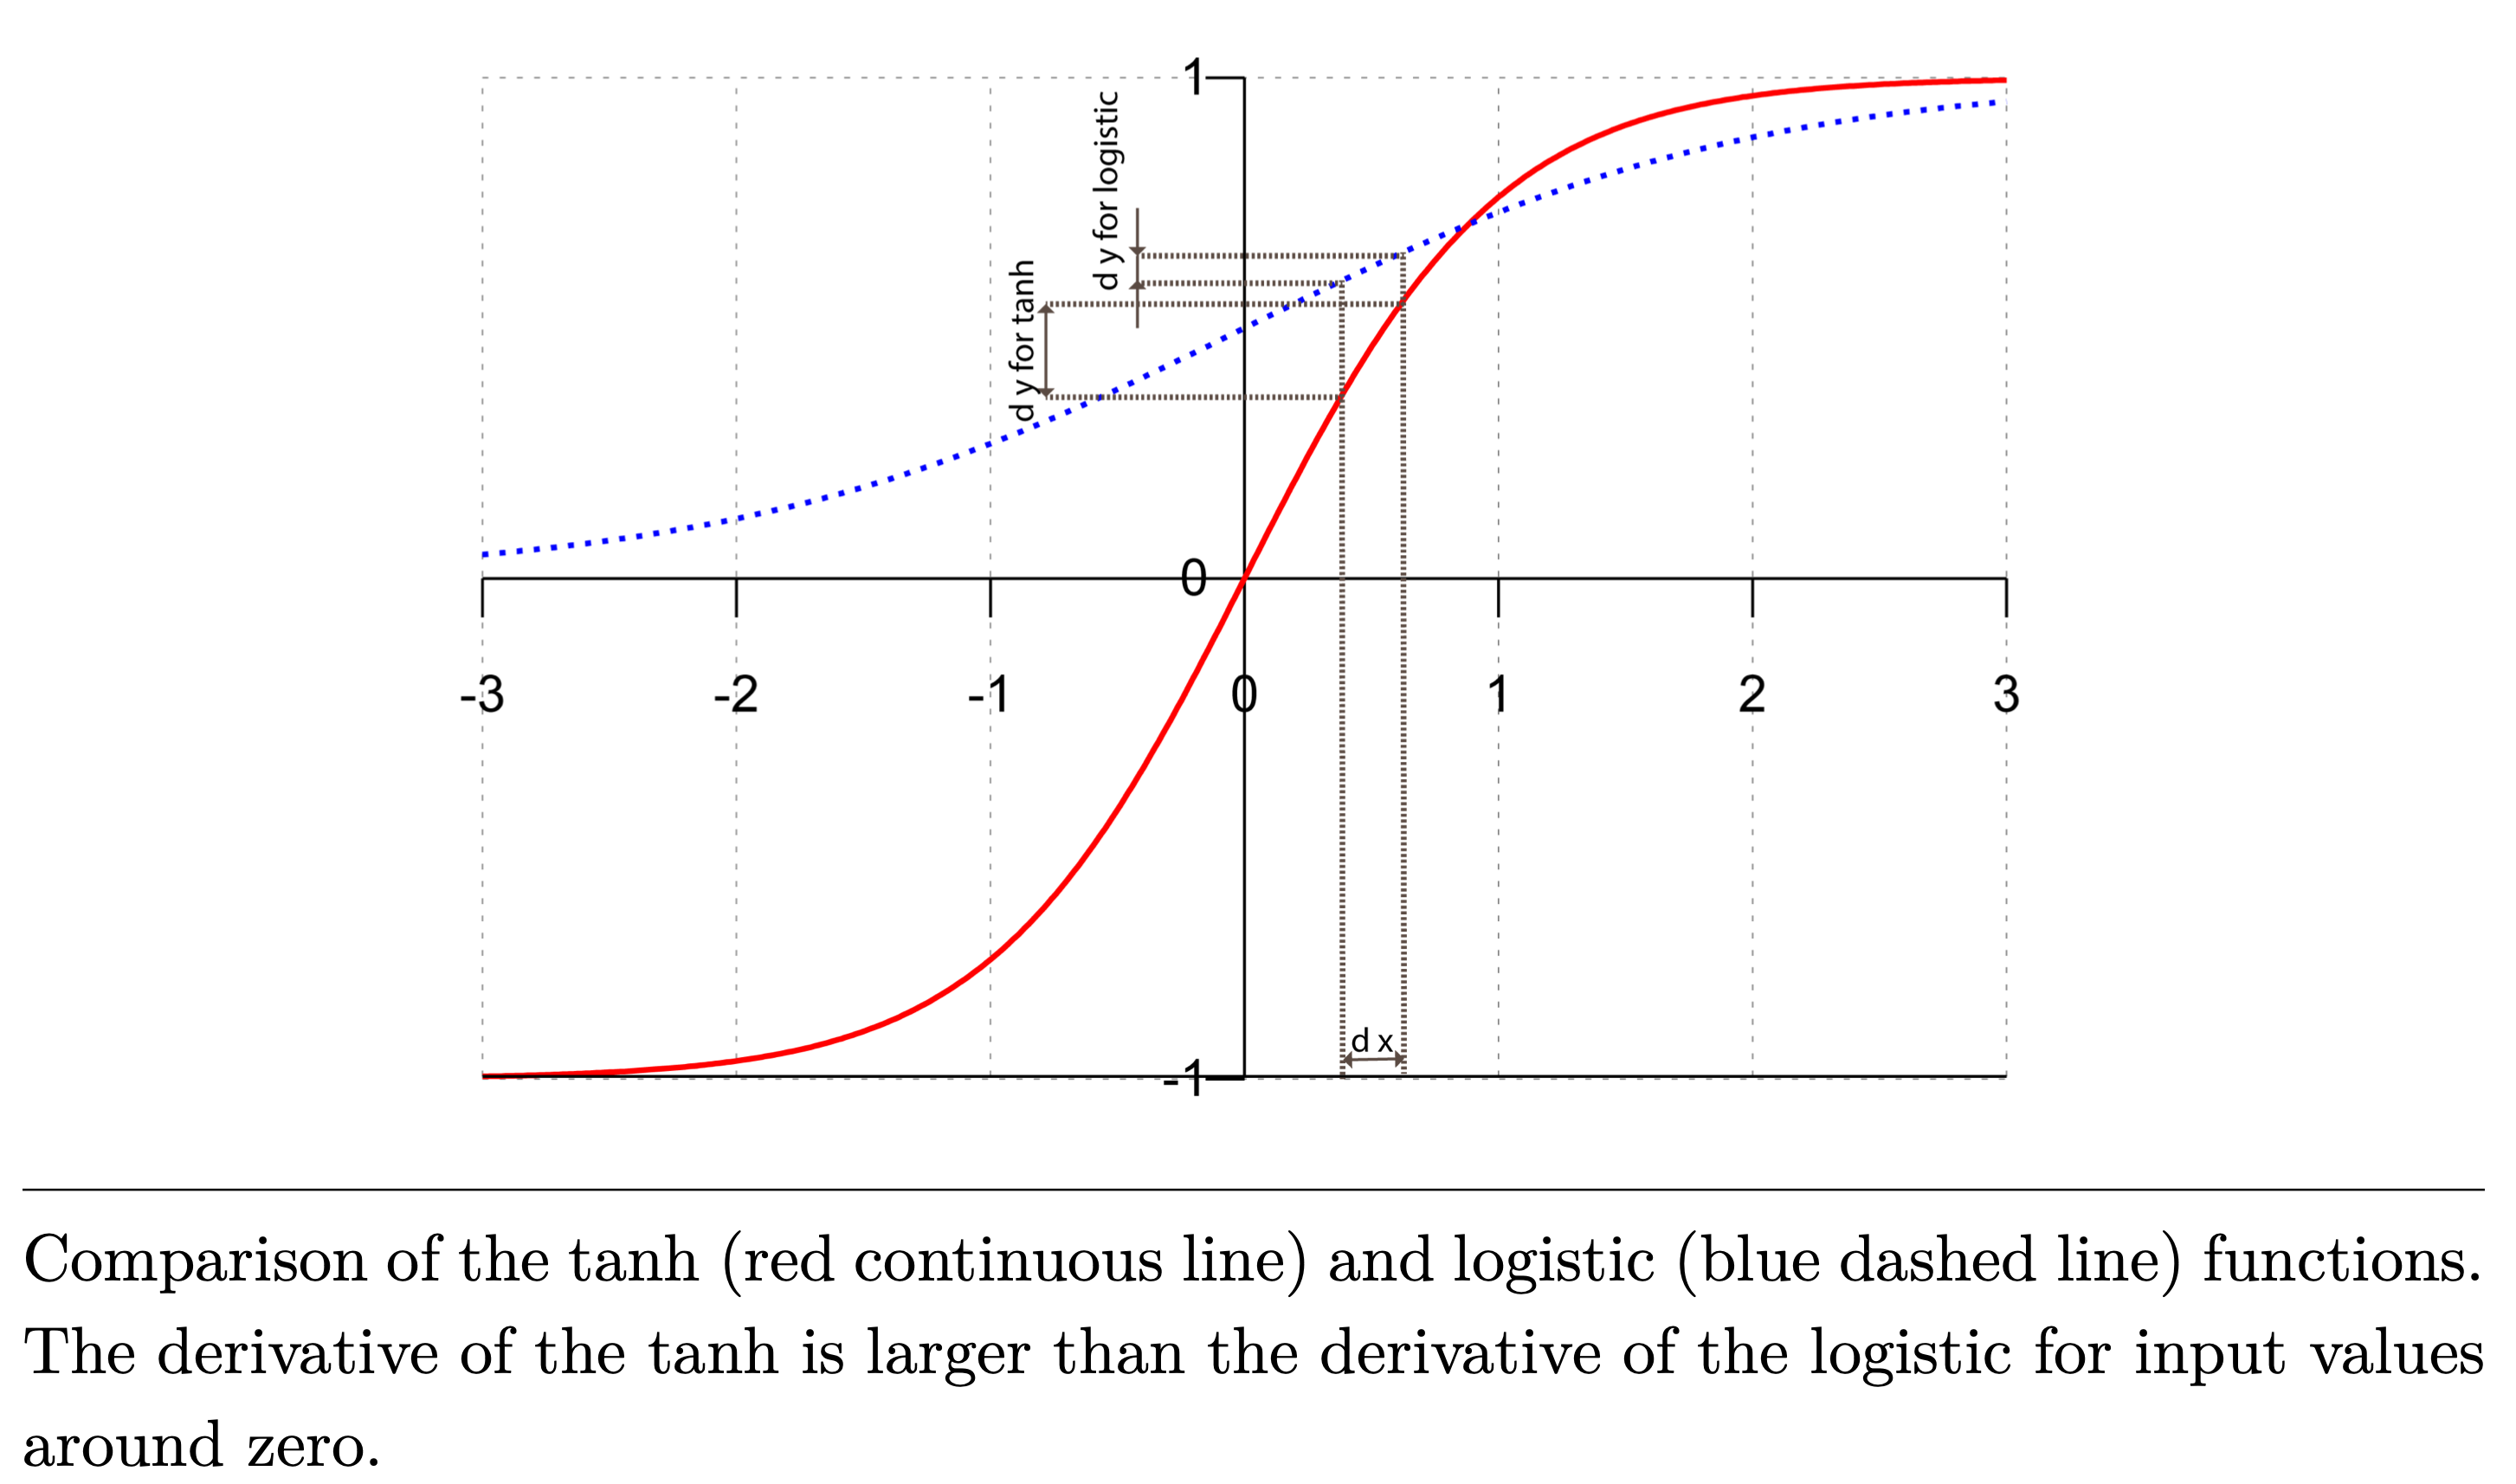 1
d y for logistic
d y for tanh
0
-3 -2 -1 0 1 2 3
d x
-1
Comparison of the tanh (red continuous line) and logistic (blue dashed line) functions.
The derivative of the tanh is larger than the derivative of the logistic for input values
around zero.